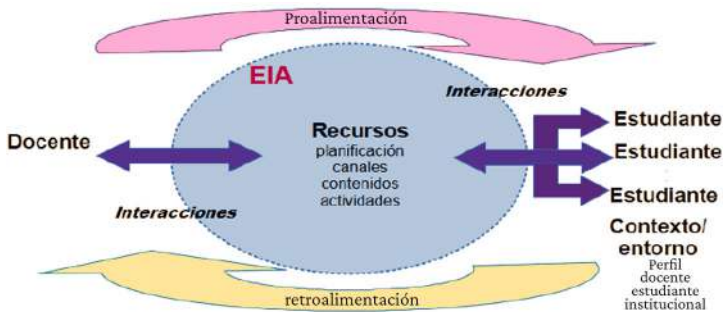 Proalimentación
EIA
Interacciones
Recursos
planificación
canales
contenidos
actividades
Docente
Estudiante
Estudiante
Estudiante
Interacciones
Contexto/
entorno
Perfil
docente
estudiante
institucional
retroalimentación